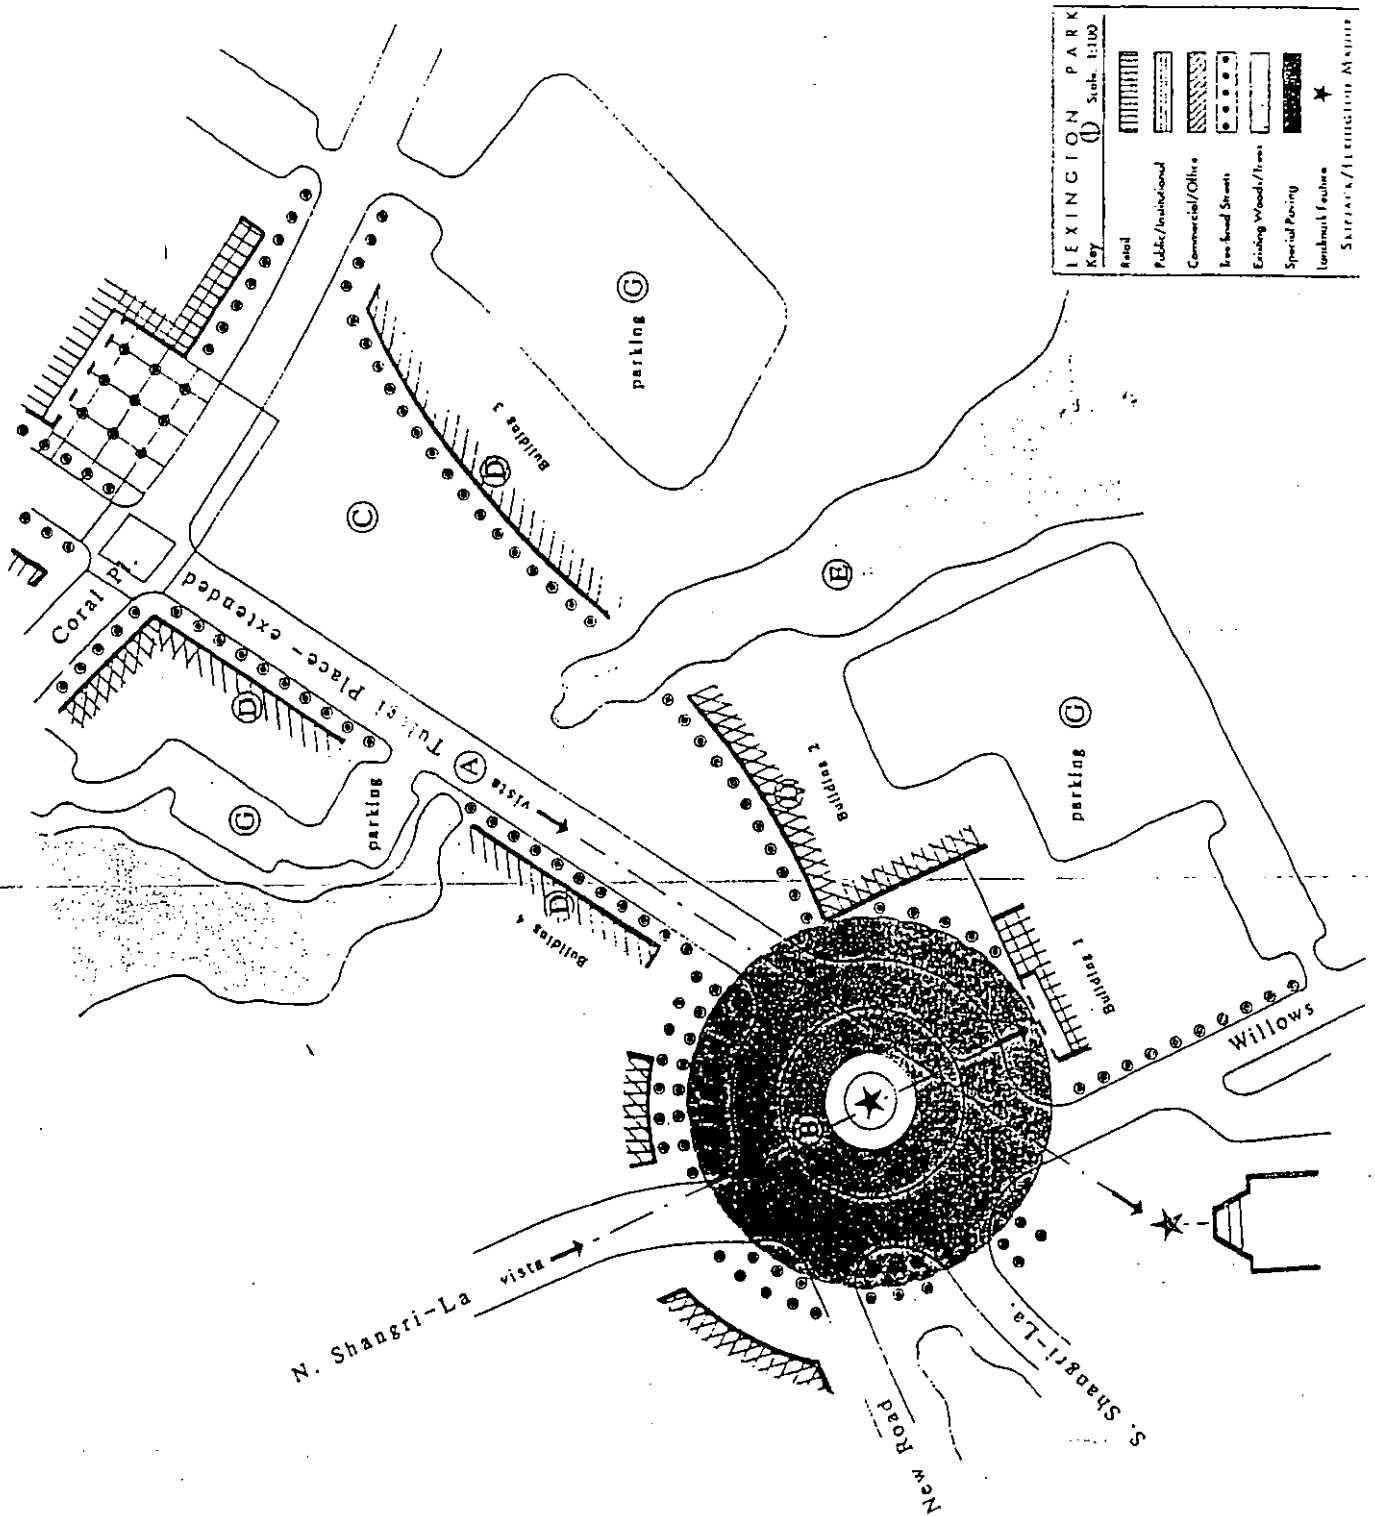 LEXINGTON PARK
Key
Scale: 1:100
Retail
Public/Institutional
Commercial/Office
Tree-lined Streets
Existing Woods/Trees
Special Paving
Landmark Feature
parking G
Building 3
D
C
Coral Pl.
Tulagi Place - extended
D
G
parking
A
vista
E
Building 2
parking G
Building 4
D
Building 1
B
Willows
N. Shangri-La
vista
S. Shangri-La.
New Road